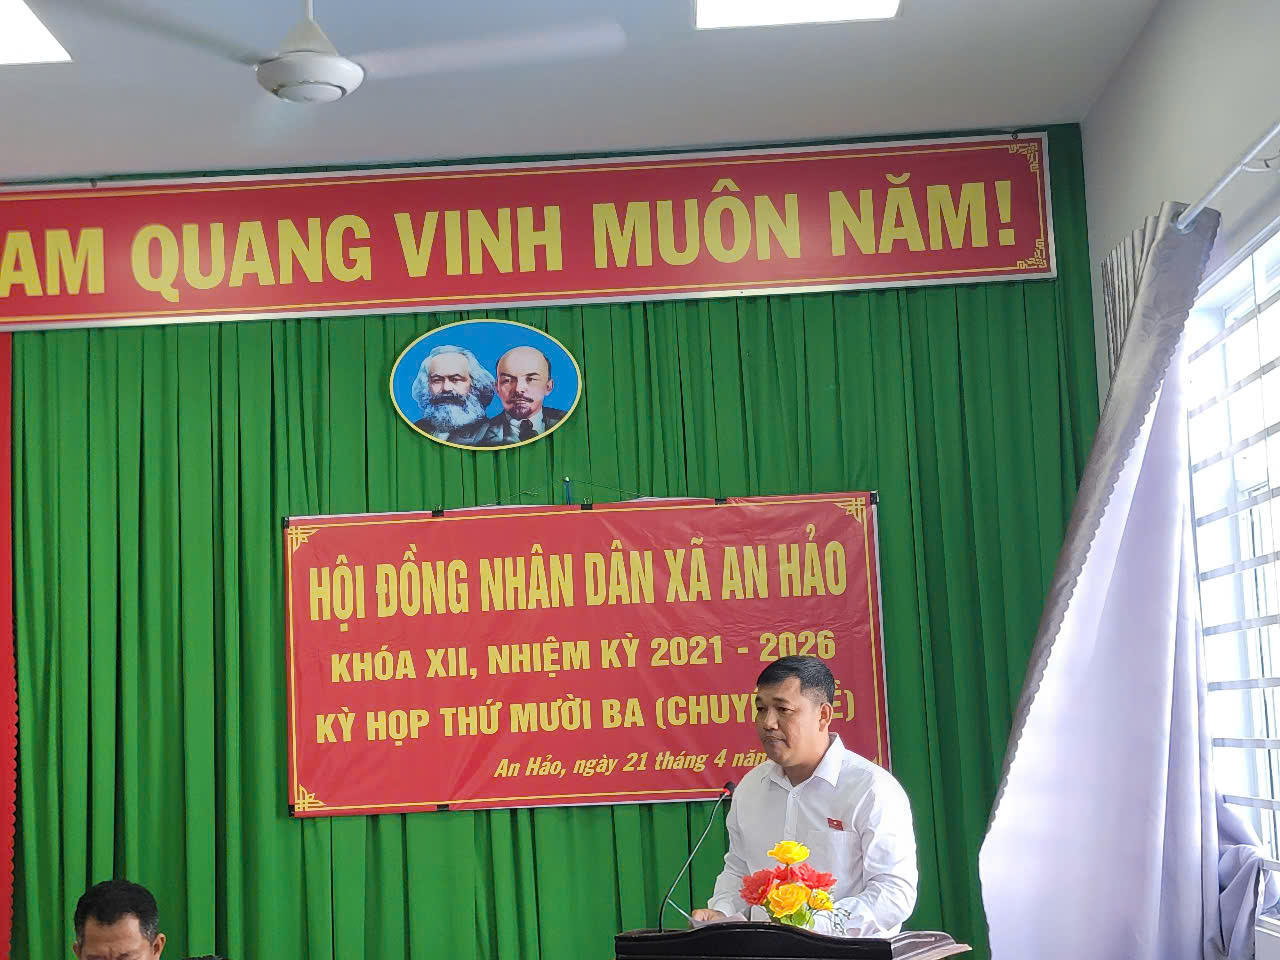 AM QUANG VINH MUÔN NĂM!
HỘI ĐỒNG NHÂN DÂN XÃ AN HẢO
KHÓA XII, NHIỆM KỲ 2021 - 2026
KỲ HỌP THỨ MƯỜI BA (CHUYÊ
An Hảo, ngày 21 tháng 4 năm